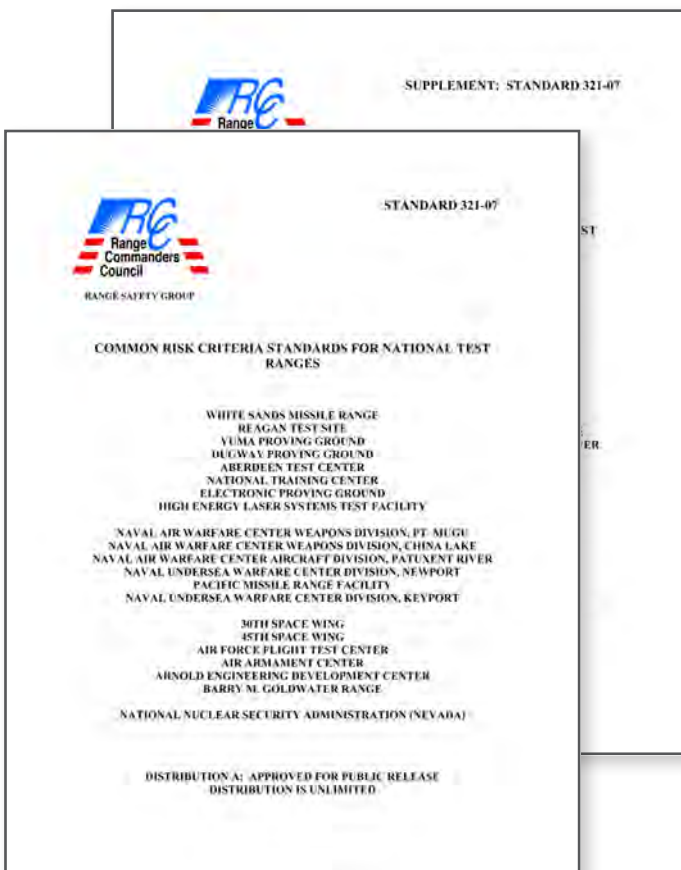 SUPPLEMENT: STANDARD 321-07
RCC
Range
STANDARD 321-07
RCC
Range
Commanders
Council
RANGE SAFETY GROUP
COMMON RISK CRITERIA STANDARDS FOR NATIONAL TEST
RANGES
WHITE SANDS MISSILE RANGE
REAGAN TEST SITE
YUMA PROVING GROUND
DUGWAY PROVING GROUND
ABERDEEN TEST CENTER
NATIONAL TRAINING CENTER
ELECTRONIC PROVING GROUND
HIGH ENERGY LASER SYSTEMS TEST FACILITY
NAVAL AIR WARFARE CENTER WEAPONS DIVISION, PT. MUGU
NAVAL AIR WARFARE CENTER WEAPONS DIVISION, CHINA LAKE
NAVAL AIR WARFARE CENTER AIRCRAFT DIVISION, PATUXENT RIVER
NAVAL UNDERSEA WARFARE CENTER DIVISION, NEWPORT
PACIFIC MISSILE RANGE FACILITY
NAVAL UNDERSEA WARFARE CENTER DIVISION, KEYPORT
30TH SPACE WING
45TH SPACE WING
AIR FORCE FLIGHT TEST CENTER
AIR ARMAMENT CENTER
ARNOLD ENGINEERING DEVELOPMENT CENTER
BARRY M. GOLDWATER RANGE
NATIONAL NUCLEAR SECURITY ADMINISTRATION (NEVADA)
DISTRIBUTION A: APPROVED FOR PUBLIC RELEASE
DISTRIBUTION IS UNLIMITED
ST
ER